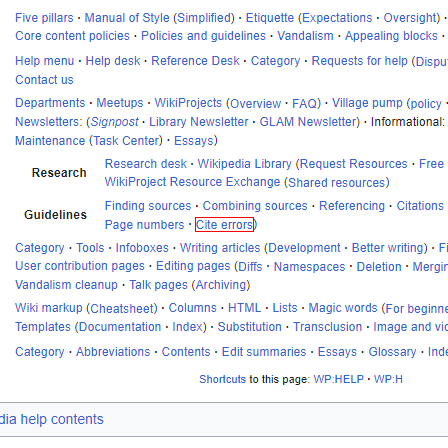 Five pillars · Manual of Style (Simplified) · Etiquette (Expectations · Oversight) ·
Core content policies · Policies and guidelines · Vandalism · Appealing blocks ·
Help menu · Help desk · Reference Desk · Category · Requests for help (Dispu
Contact us
Departments · Meetups · WikiProjects (Overview · FAQ) · Village pump (policy ·
Newsletters: (Signpost · Library Newsletter · GLAM Newsletter) · Informational:
Maintenance (Task Center) · Essays)
Research desk · Wikipedia Library (Request Resources · Free
Research
WikiProject Resource Exchange (Shared resources)
Finding sources · Combining sources · Referencing · Citations
Guidelines
Page numbers · Cite errors)
Category · Tools · Infoboxes · Writing articles (Development · Better writing) · Fi
User contribution pages · Editing pages (Diffs · Namespaces · Deletion · Mergin
Vandalism cleanup · Talk pages (Archiving)
Wiki markup (Cheatsheet) · Columns · HTML · Lists · Magic words (For beginne
Templates (Documentation · Index) · Substitution · Transclusion · Image and vi
Category · Abbreviations · Contents · Edit summaries · Essays · Glossary · Inde
Shortcuts to this page: WP:HELP · WP:H
dia help contents